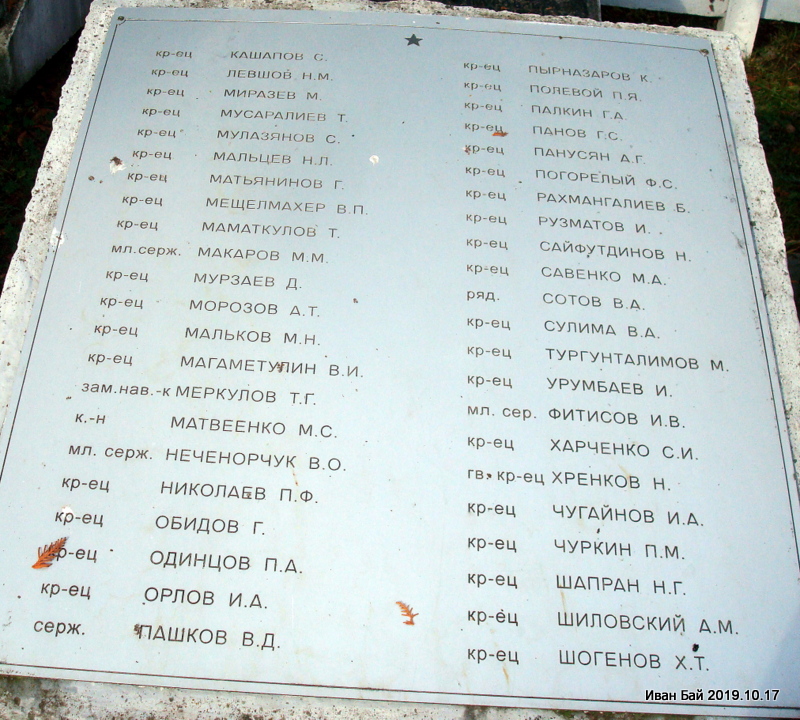 кр-ец КАШАПОВ С.
кр-ец ЛЕВШОВ Н.М.
кр-ец МИРАЗЕВ М.
кр-ец МУСАРАЛИЕВ Т.
кр-ец МУЛАЗЯНОВ С.
кр-ец МАЛЬЦЕВ Н.Л.
кр-ец МАТЬЯНИНОВ Г.
кр-ец МЕЩЕЛМАХЕР В.П.
кр-ец МАМАТКУЛОВ Т.
мл.серж. МАКАРОВ М.М.
кр-ец МУРЗАЕВ Д.
кр-ец МОРОЗОВ А.Т.
кр-ец МАЛЬКОВ М.Н.
кр-ец МАГАМЕТУЛИН В.И.
зам.нав.-к МЕРКУЛОВ Т.Г.
к.-н МАТВЕЕНКО М.С.
мл. серж. НЕЧЕНОРЧУК В.О.
кр-ец НИКОЛАЕВ П.Ф.
кр-ец ОБИДОВ Г.
кр-ец ОДИНЦОВ П.А.
кр-ец ОРЛОВ И.А.
серж. ПАШКОВ В.Д.
кр-ец ПЫРНАЗАРОВ К.
кр-ец ПОЛЕВОЙ П.Я.
кр-ец ПАЛКИН Г.А.
кр-ец ПАНОВ Г.С.
кр-ец ПАНУСЯН А.Г.
кр-ец ПОГОРЕЛЫЙ Ф.С.
кр-ец РАХМАНГАЛИЕВ Б.
кр-ец РУЗМАТОВ И.
кр-ец САЙФУТДИНОВ Н.
кр-ец САВЕНКО М.А.
ряд. СОТОВ В.А.
кр-ец СУЛИМА В.А.
кр-ец ТУРГУНТАЛИМОВ М.
кр-ец УРУМБАЕВ И.
мл. сер. ФИТИСОВ И.В.
кр-ец ХАРЧЕНКО С.И.
гв. кр-ец ХРЕНКОВ Н.
кр-ец ЧУГАЙНОВ И.А.
кр-ец ЧУРКИН П.М.
кр-ец ШАПРАН Н.Г.
кр-ец ШИЛОВСКИЙ А.М.
кр-ец ШОГЕНОВ Х.Т.
Иван Бай 2019.10.17